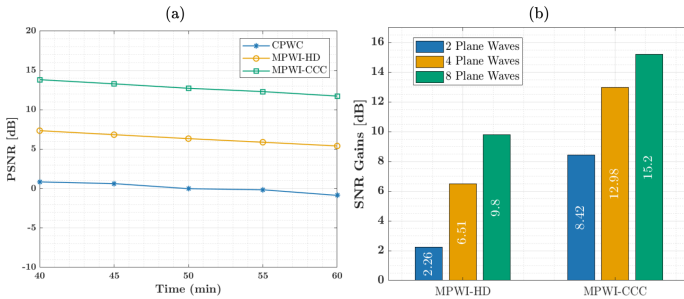 (a)
20
15
10
5
0
-5
-10
PSNR [dB]
CPWC
MPWI-HD
MPWI-CCC
40
45
50
55
60
Time (min)
(b)
16
14
12
10
8
6
4
2
0
SNR Gains [dB]
2 Plane Waves
4 Plane Waves
8 Plane Waves
2.26
6.51
9.8
8.42
12.98
15.2
MPWI-HD
MPWI-CCC